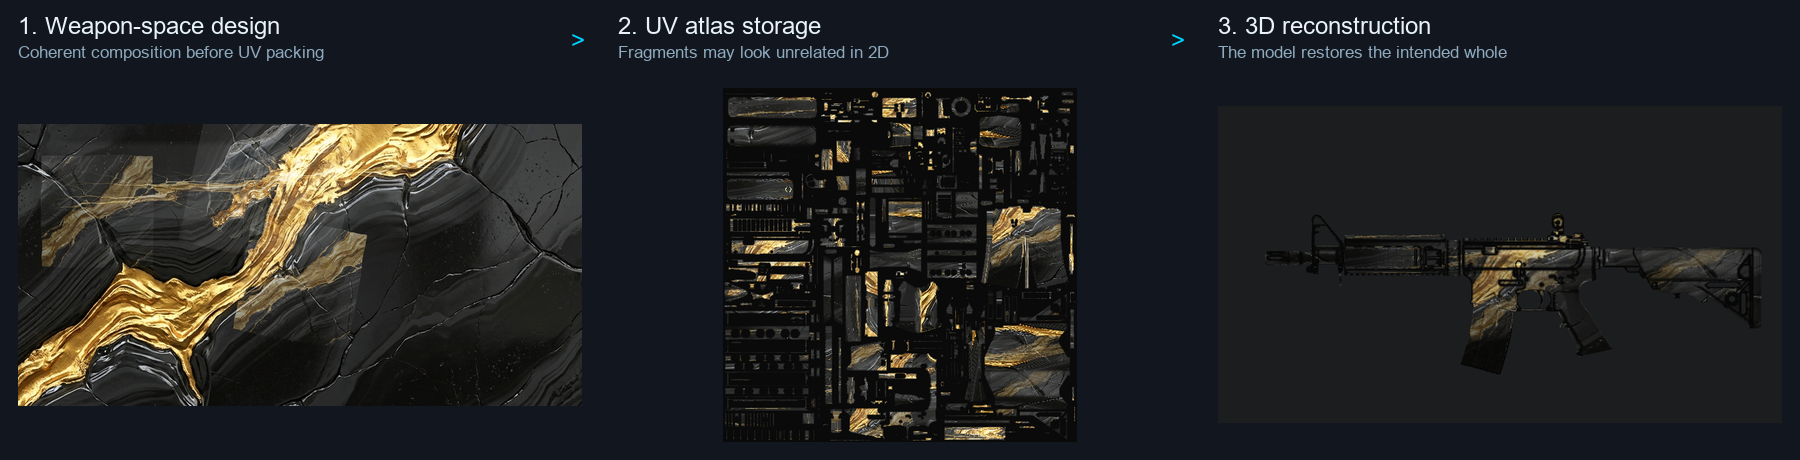 1. Weapon-space design
Coherent composition before UV packing
>
2. UV atlas storage
Fragments may look unrelated in 2D
>
3. 3D reconstruction
The model restores the intended whole